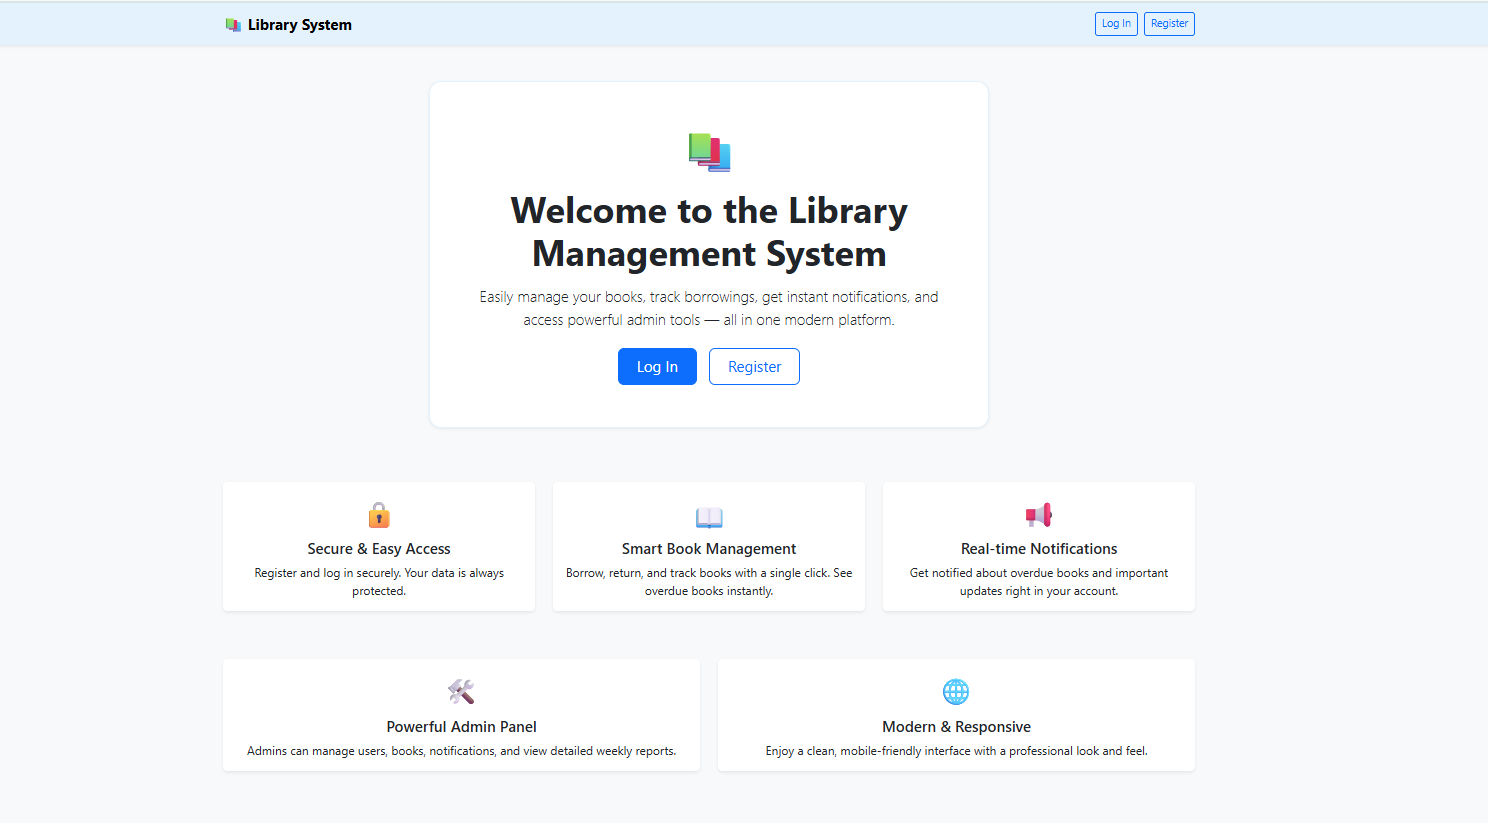 Library System
Log In
Register
Welcome to the Library
Management System
Easily manage your books, track borrowings, get instant notifications, and
access powerful admin tools — all in one modern platform.
Log In
Register
Secure & Easy Access
Register and log in securely. Your data is always
protected.
Smart Book Management
Borrow, return, and track books with a single click. See
overdue books instantly.
Real-time Notifications
Get notified about overdue books and important
updates right in your account.
Powerful Admin Panel
Admins can manage users, books, notifications, and view detailed weekly reports.
Modern & Responsive
Enjoy a clean, mobile-friendly interface with a professional look and feel.